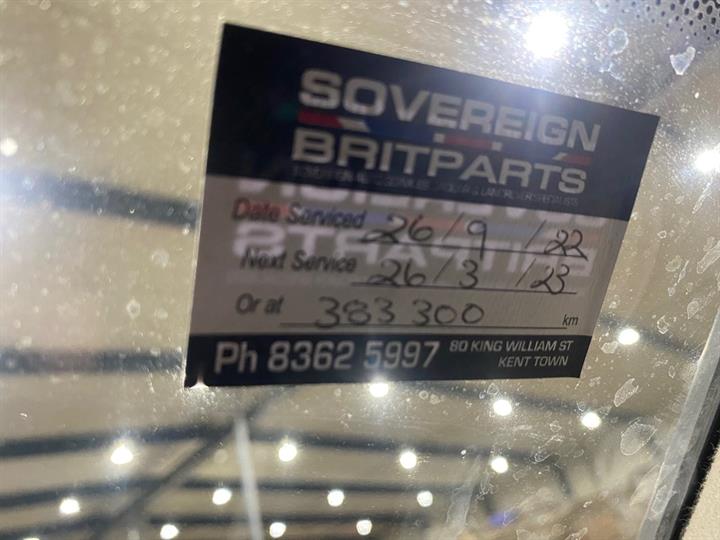 SOVEREIGN
BRITPARTS
Date Serviced 26/9/22
Next Service 26/3/23
Or at 383 300 km
Ph 8362 5997 80 KING WILLIAM ST
KENT TOWN